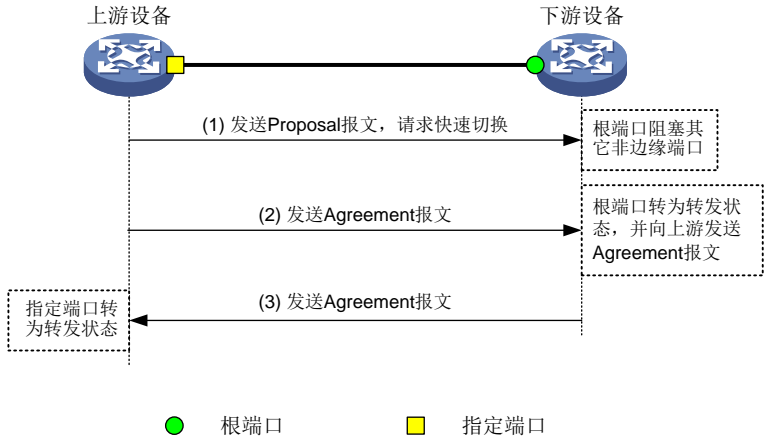 上游设备
下游设备
(1) 发送Proposal报文，请求快速切换
根端口阻塞其
它非边缘端口
(2) 发送Agreement报文
根端口转为转发状
态，并向上游发送
Agreement报文
(3) 发送Agreement报文
指定端口转
为转发状态
根端口
指定端口